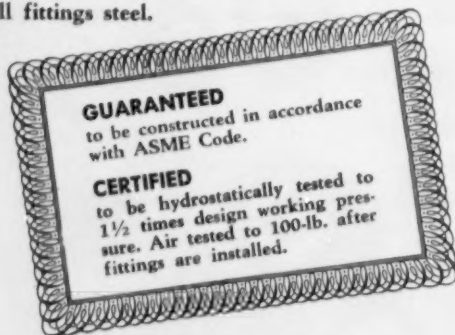 ll fittings steel.
GUARANTEED
to be constructed in accordance
with ASME Code.
CERTIFIED
to be hydrostatically tested to
1½ times design working pres-
sure. Air tested to 100-lb. after
fittings are installed.